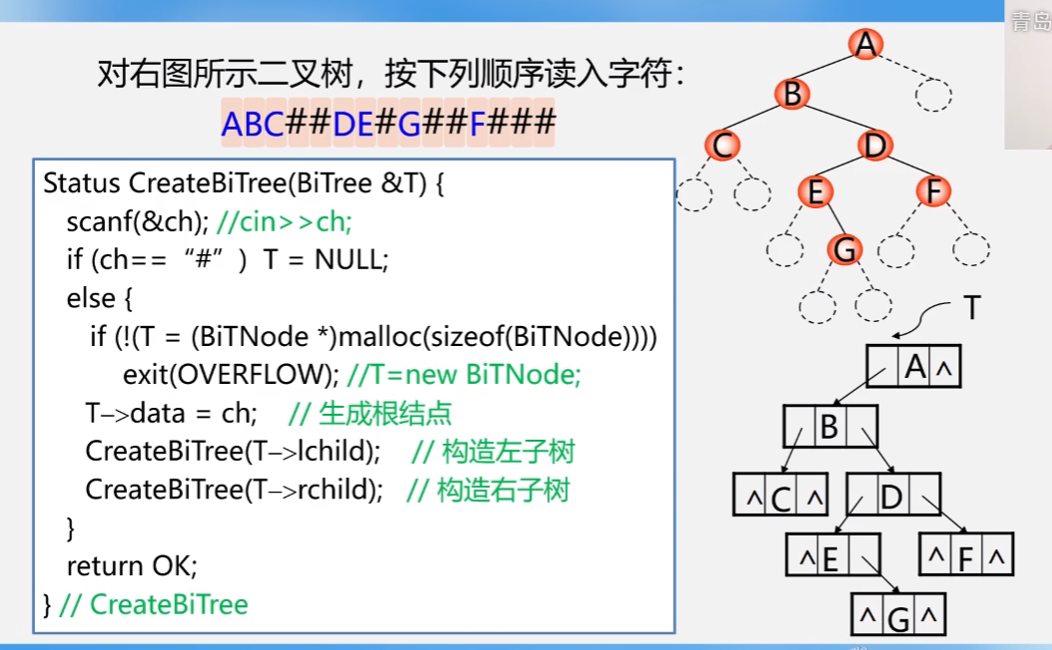 青岛
对右图所示二叉树，按下列顺序读入字符：
ABC##DE#G##F###
Status CreateBiTree(BiTree &T) {
scanf(&ch); //cin>>ch;
if (ch== “#” ) T = NULL;
else {
if (!(T = (BiTNode *)malloc(sizeof(BiTNode))))
exit(OVERFLOW); //T=new BiTNode;
T–>data = ch; // 生成根结点
CreateBiTree(T–>lchild); // 构造左子树
CreateBiTree(T–>rchild); // 构造右子树
}
return OK;
} // CreateBiTree
A
B
C D
E F
G
T
A ^
B
^ C ^ D
^ E ^ F ^
^ G ^